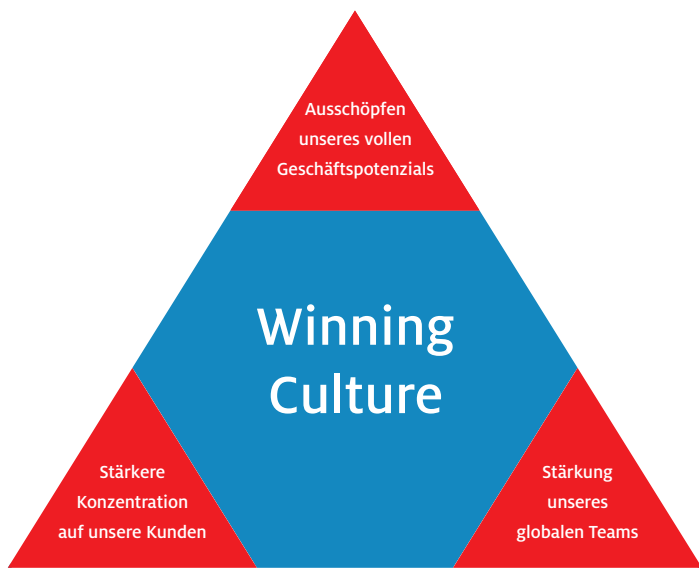 Ausschöpfen
unseres vollen
Geschäftspotenzials
Winning
Culture
Stärkere
Konzentration
auf unsere Kunden
Stärkung
unseres
globalen Teams